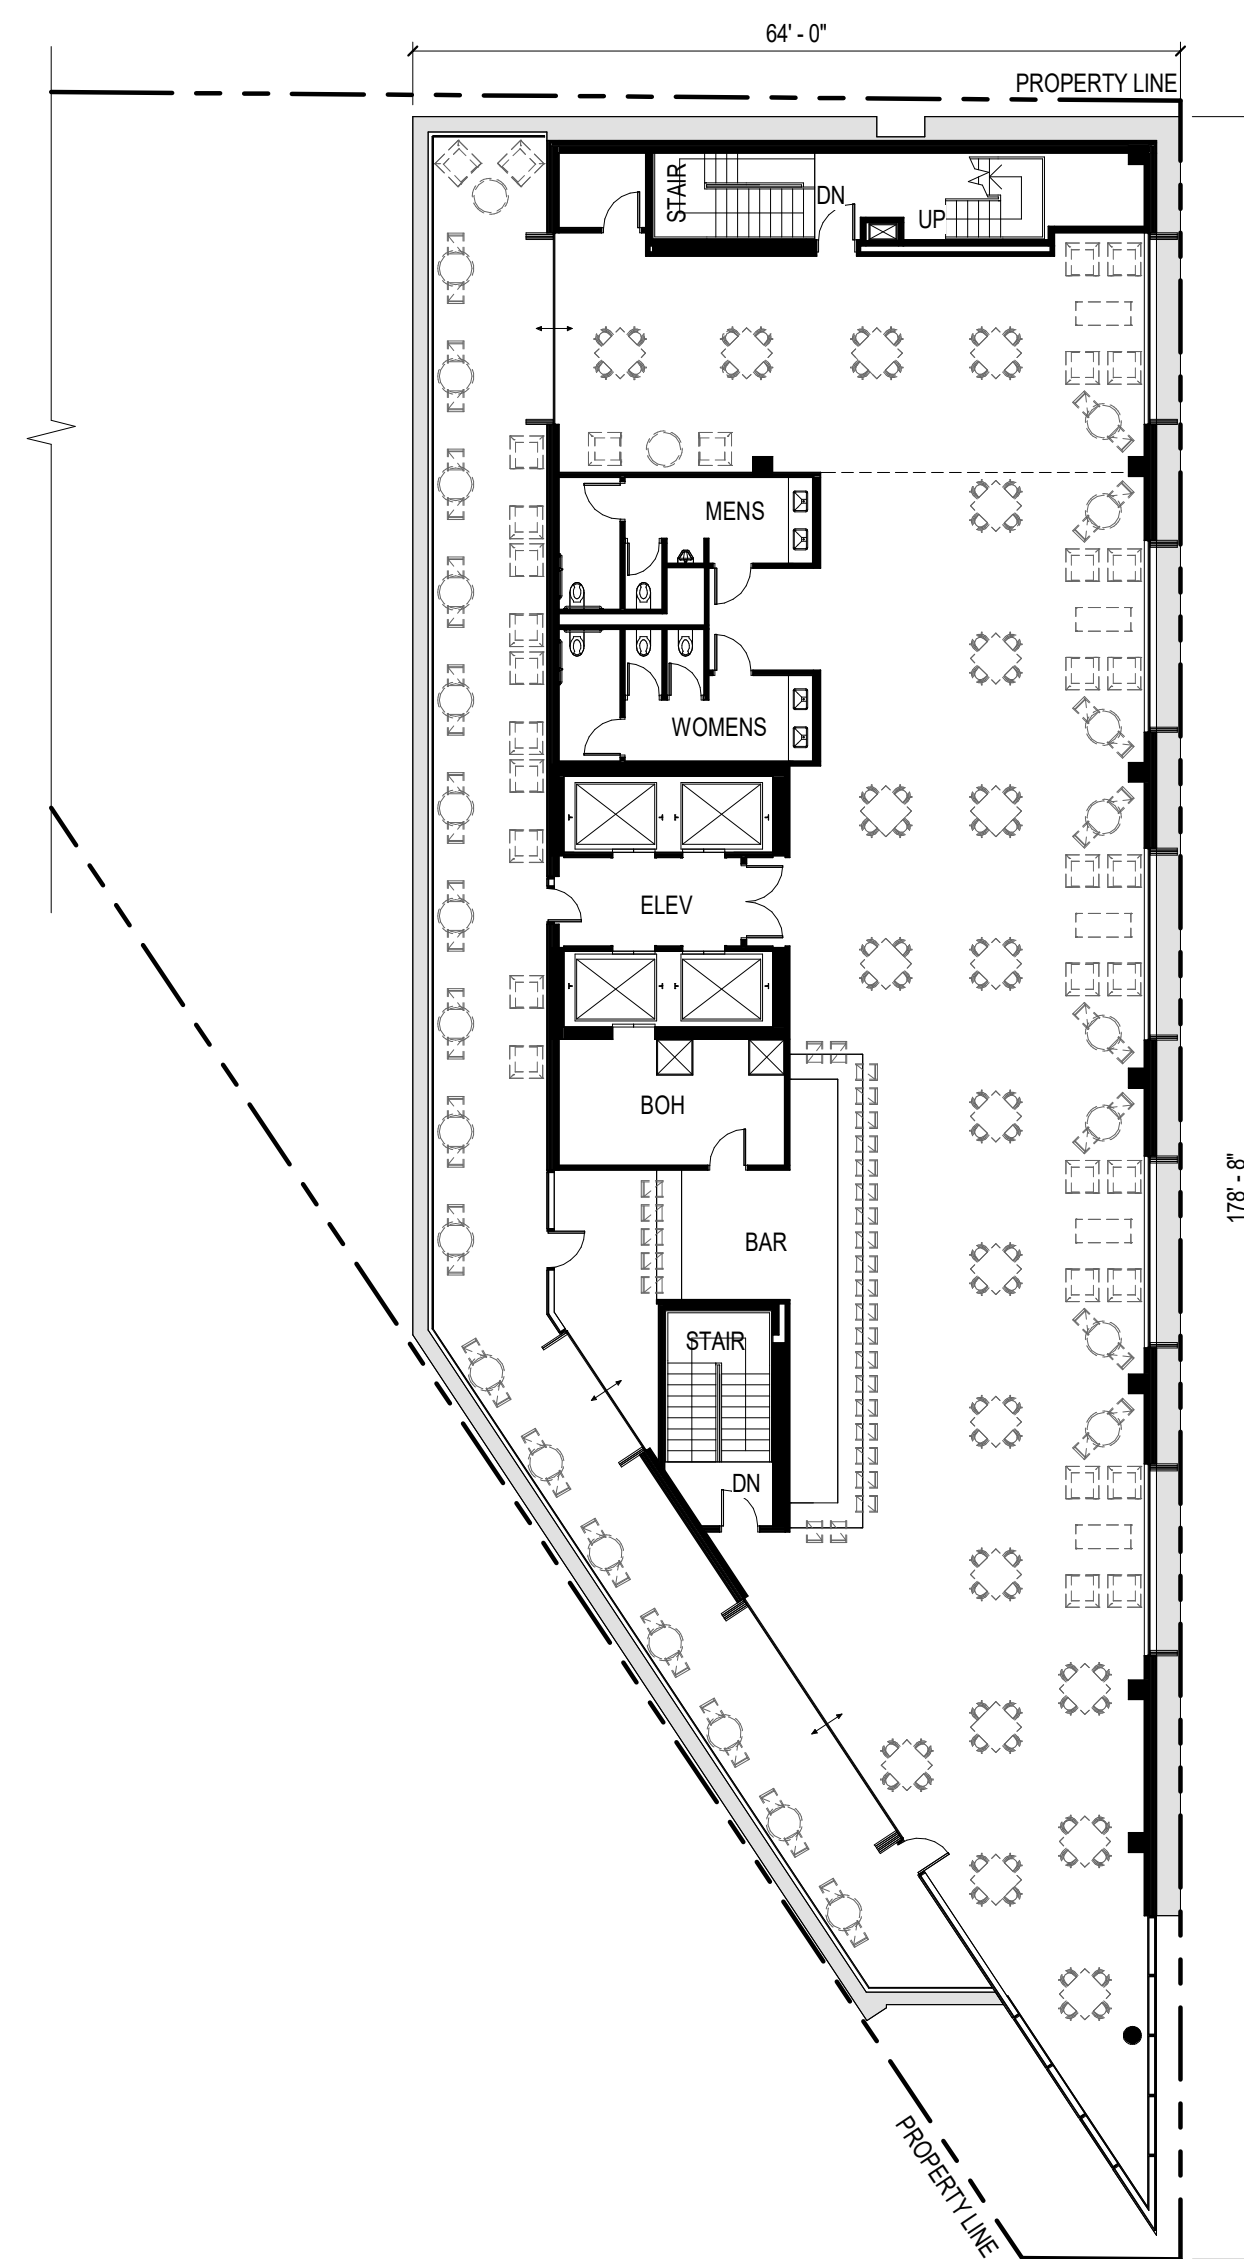 64' - 0"
PROPERTY LINE
STAIR
DN
UP
MENS
WOMENS
ELEV
BOH
178' - 8"
BAR
STAIR
DN
PROPERTY LINE